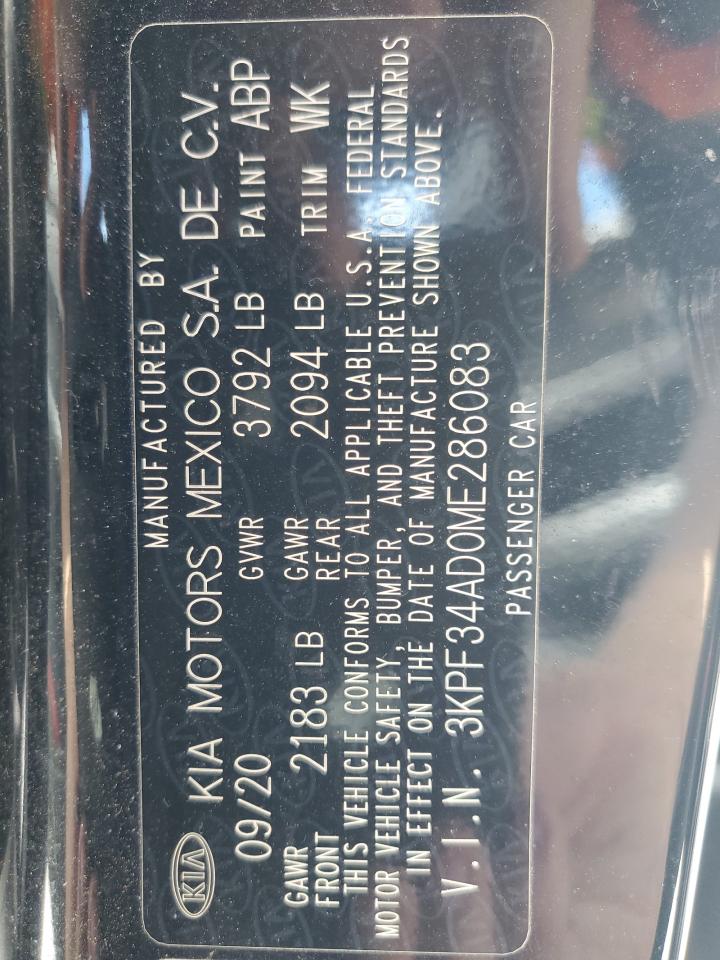 MANUFACTURED BY
KIA KIA MOTORS MEXICO S.A. DE C.V.
09/20 GVWR 3792 LB PAINT ABP
GAWR FRONT 2183 LB GAWR REAR 2094 LB TRIM WK
THIS VEHICLE CONFORMS TO ALL APPLICABLE U.S.A. FEDERAL
MOTOR VEHICLE SAFETY, BUMPER, AND THEFT PREVENTION STANDARDS
IN EFFECT ON THE DATE OF MANUFACTURE SHOWN ABOVE.
V.I.N. 3KPF34AD0ME286083
PASSENGER CAR